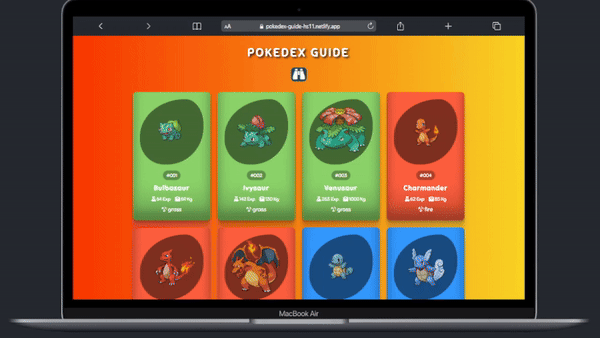 AA pokedex-guide-hs11.netlify.app
POKEDEX GUIDE
#001 #002 #003 #004
Bulbasaur Ivysaur Venusaur Charmander
64 Exp 69 Kg 142 Exp 130 Kg 263 Exp 1000 Kg 62 Exp 85 Kg
grass grass grass fire
MacBook Air